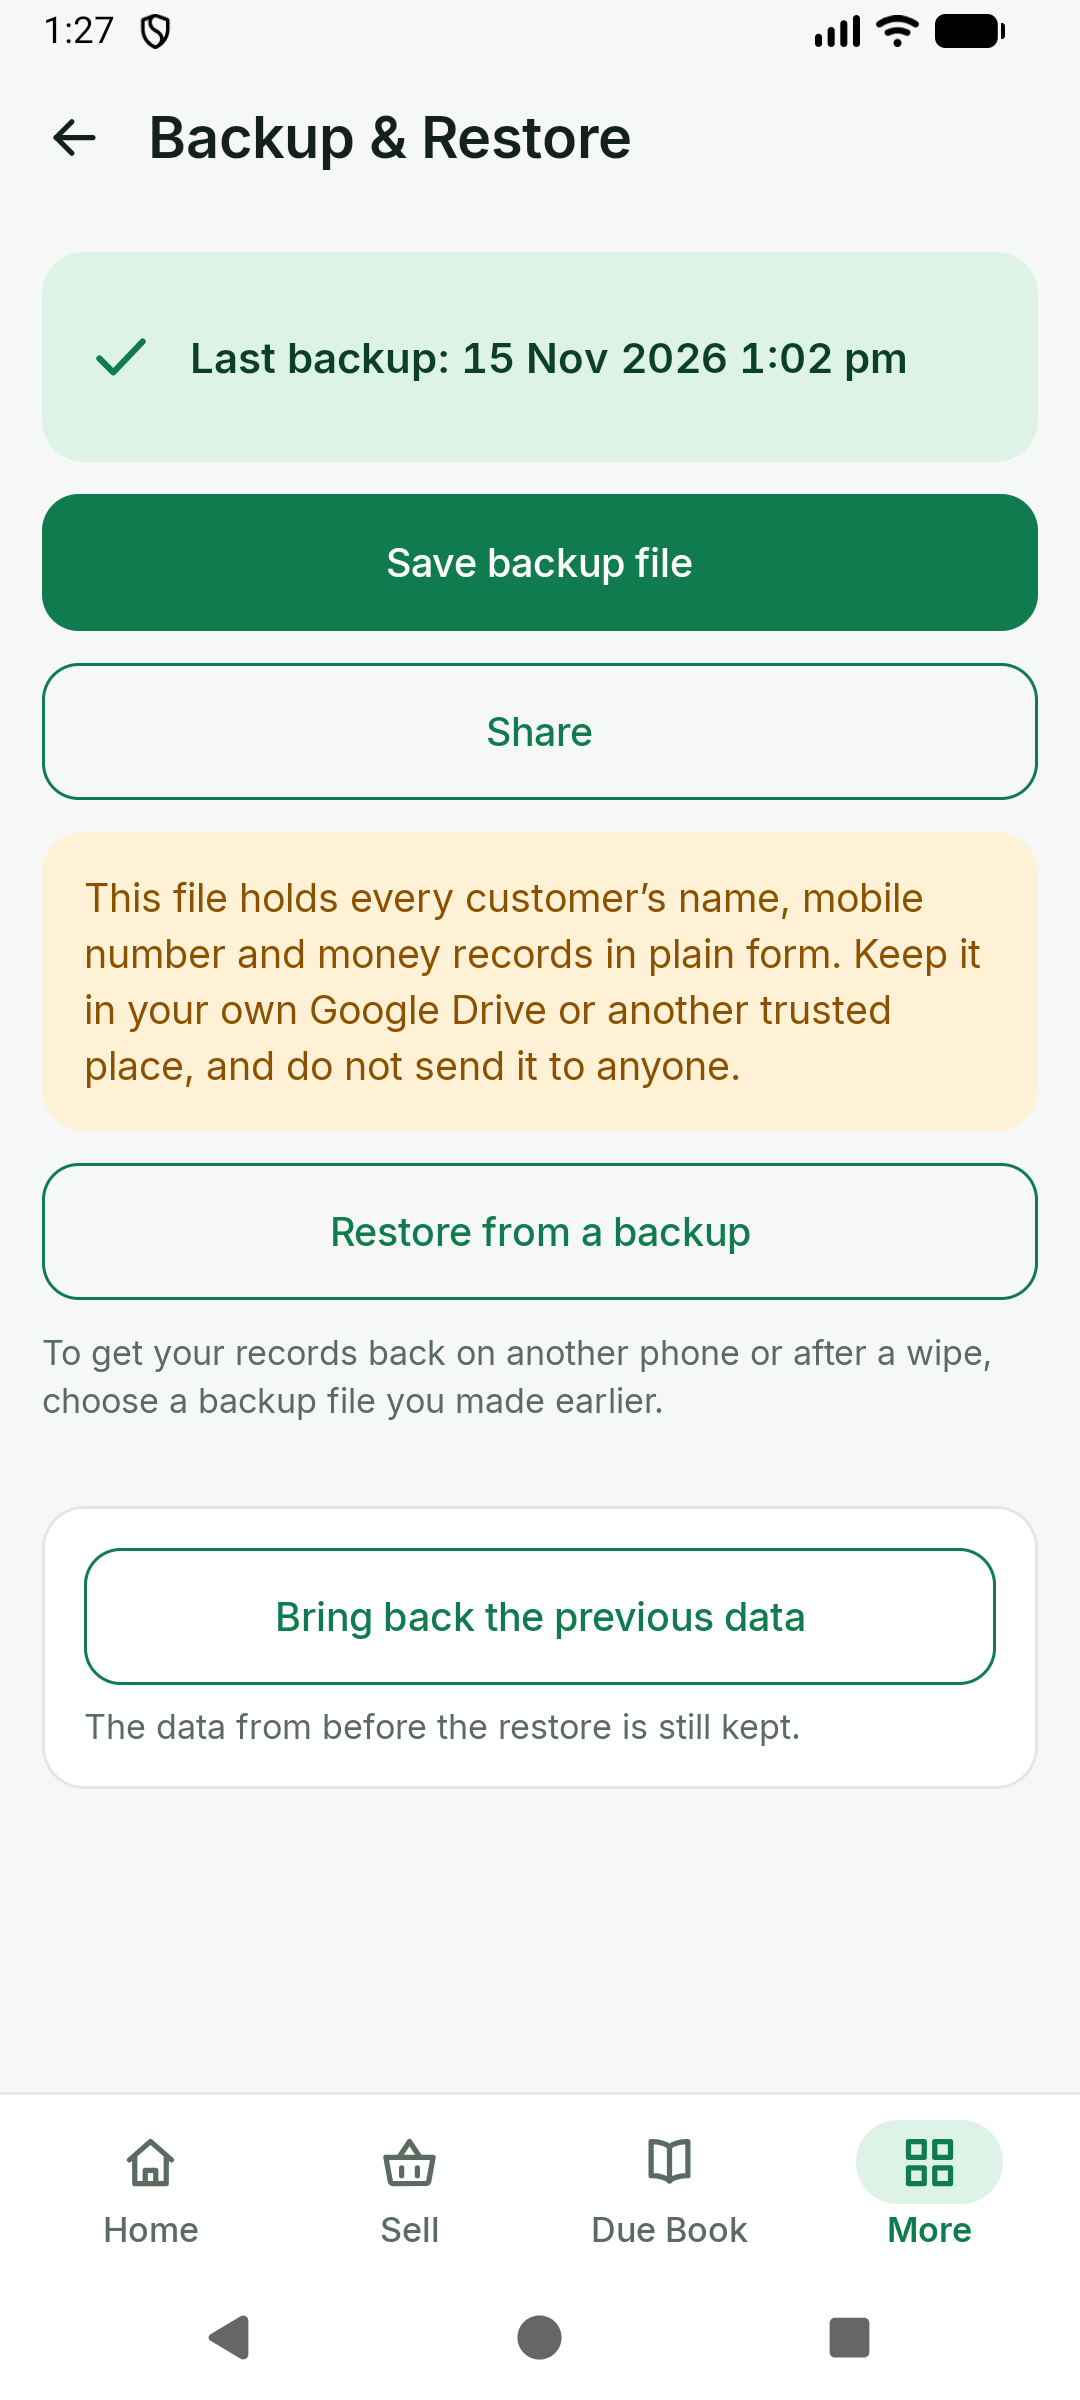 1:27
Backup & Restore
Last backup: 15 Nov 2026 1:02 pm
Save backup file
Share
This file holds every customer’s name, mobile
number and money records in plain form. Keep it
in your own Google Drive or another trusted
place, and do not send it to anyone.
Restore from a backup
To get your records back on another phone or after a wipe,
choose a backup file you made earlier.
Bring back the previous data
The data from before the restore is still kept.
Home
Sell
Due Book
More